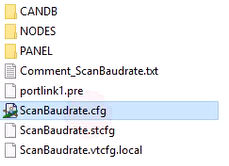 CANDB
NODES
PANEL
Comment_ScanBaudrate.txt
portlink1.pre
ScanBaudrate.cfg
ScanBaudrate.stcfg
ScanBaudrate.vtcfg.local